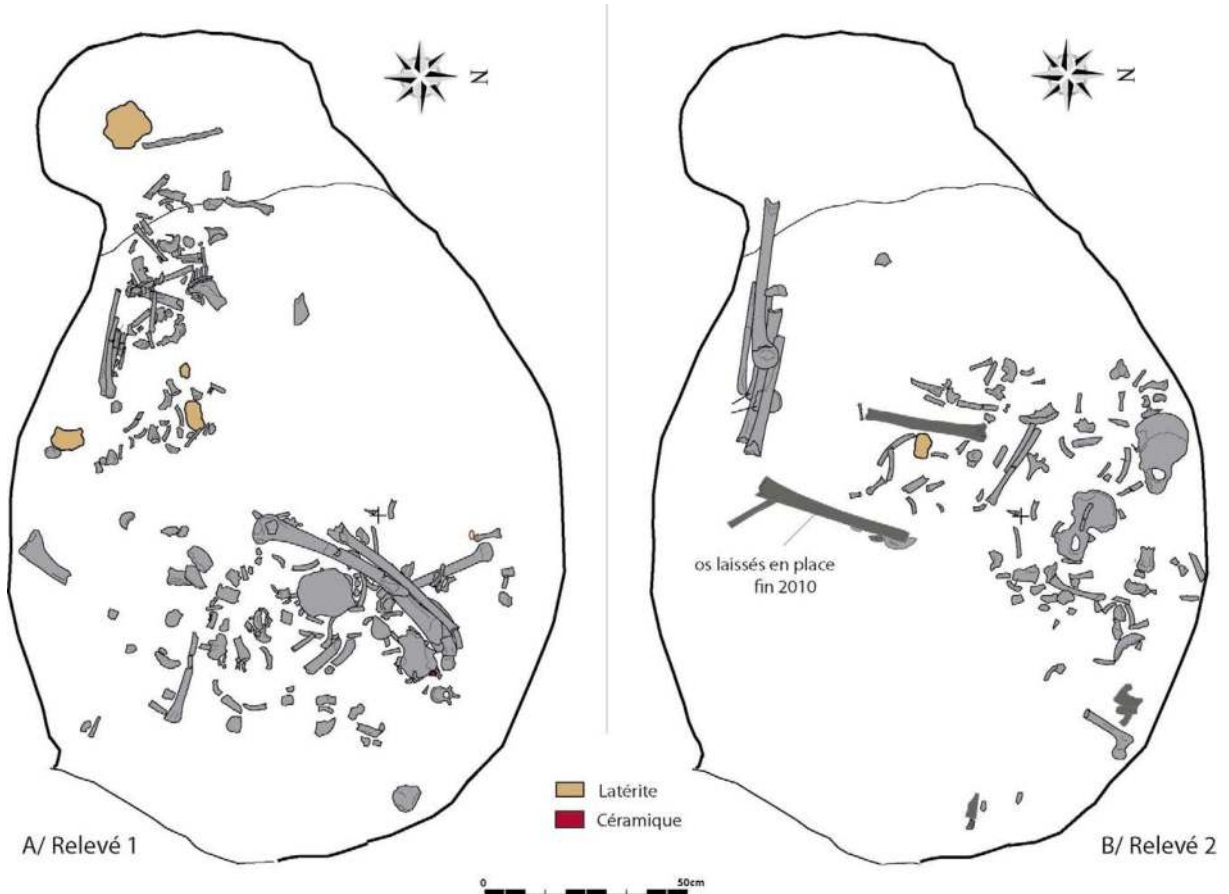 N
N
os laissés en place
fin 2010
Latérite
Céramique
A/ Relevé 1
B/ Relevé 2
0
50cm